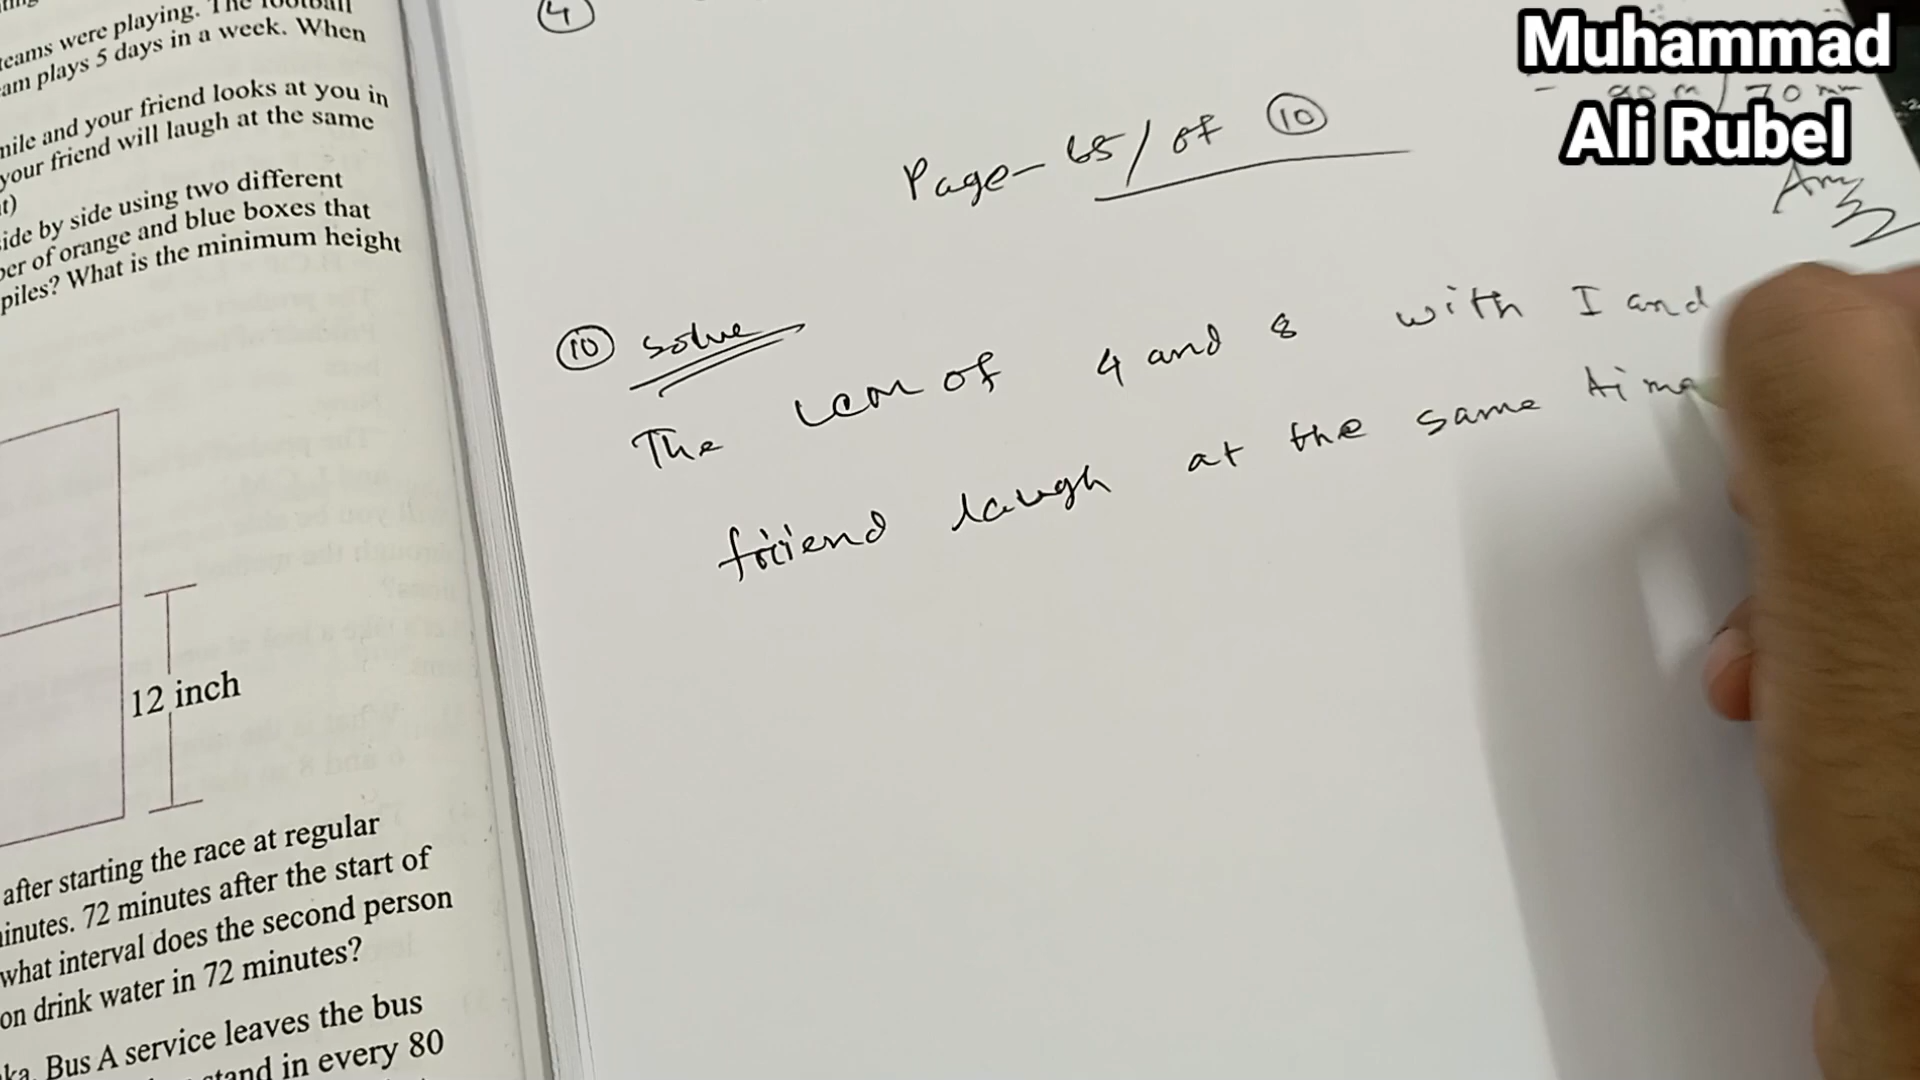 teams were playing. The football
am plays 5 days in a week. When
mile and your friend looks at you in
your friend will laugh at the same
ide by side using two different
per of orange and blue boxes that
piles? What is the minimum height
12 inch
after starting the race at regular
inutes. 72 minutes after the start of
what interval does the second person
on drink water in 72 minutes?
ka. Bus A service leaves the bus
stand in every 80
4
Page-65/ of 10
10 solve
The LCM of 4 and 8 with I and
friend laugh at the same time
Muhammad
Ali Rubel